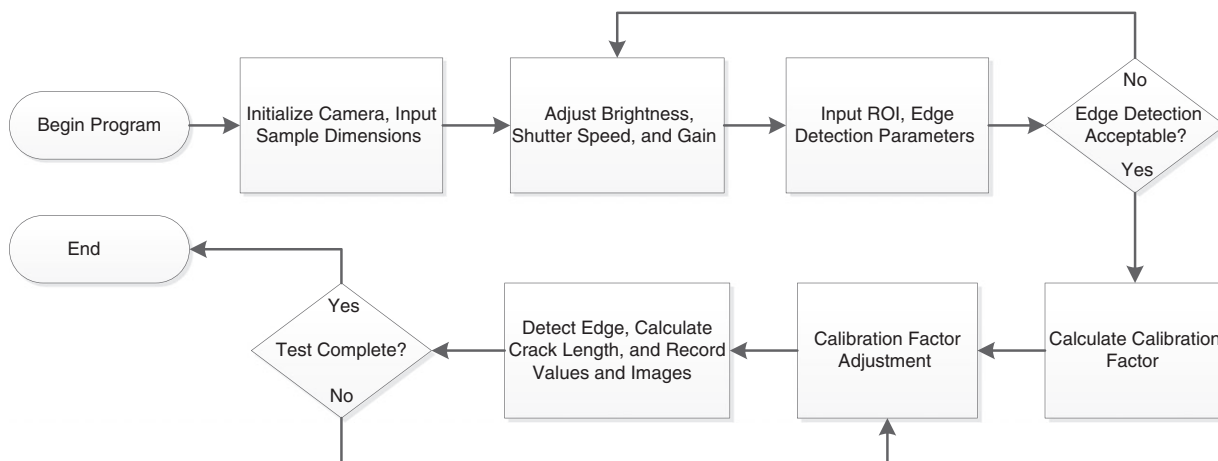 Begin Program
Initialize Camera, Input
Sample Dimensions
Adjust Brightness,
Shutter Speed, and Gain
Input ROI, Edge
Detection Parameters
No
Edge Detection
Acceptable?
Yes
End
Yes
Test Complete?
No
Detect Edge, Calculate
Crack Length, and Record
Values and Images
Calibration Factor
Adjustment
Calculate Calibration
Factor